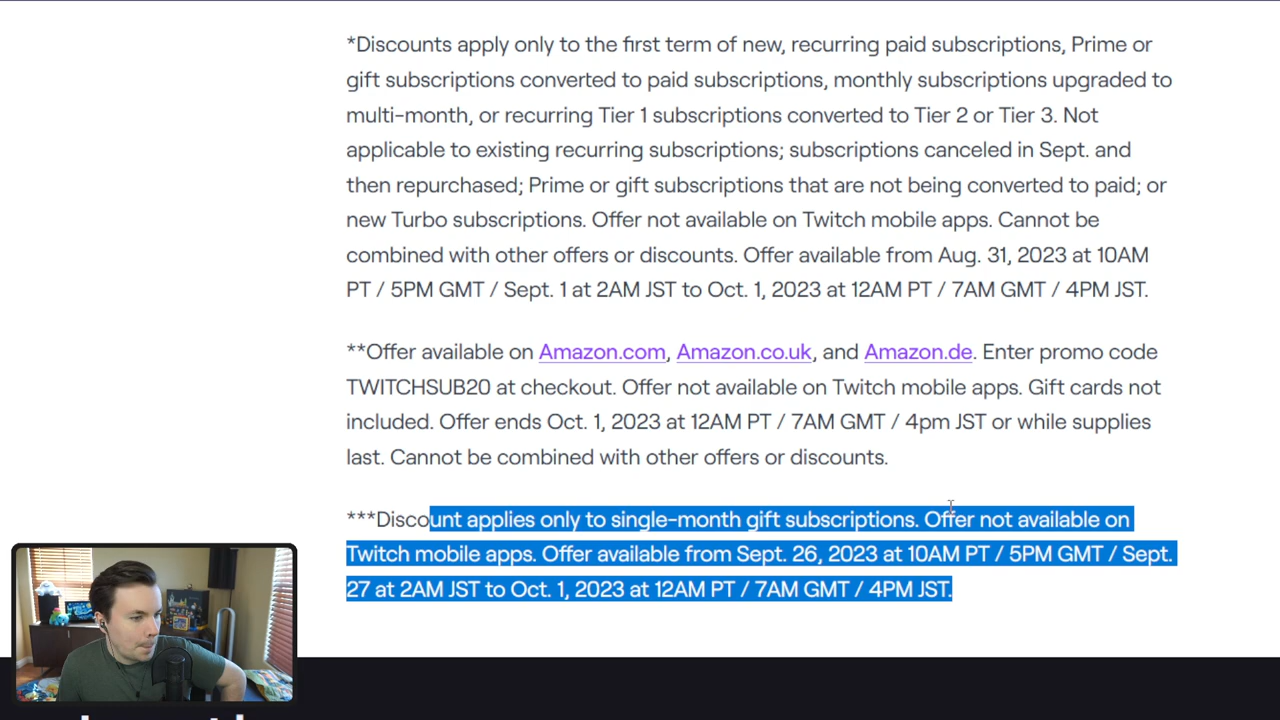 *Discounts apply only to the first term of new, recurring paid subscriptions, Prime or
gift subscriptions converted to paid subscriptions, monthly subscriptions upgraded to
multi-month, or recurring Tier 1 subscriptions converted to Tier 2 or Tier 3. Not
applicable to existing recurring subscriptions; subscriptions canceled in Sept. and
then repurchased; Prime or gift subscriptions that are not being converted to paid; or
new Turbo subscriptions. Offer not available on Twitch mobile apps. Cannot be
combined with other offers or discounts. Offer available from Aug. 31, 2023 at 10AM
PT / 5PM GMT / Sept. 1 at 2AM JST to Oct. 1, 2023 at 12AM PT / 7AM GMT / 4PM JST.
**Offer available on Amazon.com, Amazon.co.uk, and Amazon.de. Enter promo code
TWITCHSUB20 at checkout. Offer not available on Twitch mobile apps. Gift cards not
included. Offer ends Oct. 1, 2023 at 12AM PT / 7AM GMT / 4pm JST or while supplies
last. Cannot be combined with other offers or discounts.
***Discount applies only to single-month gift subscriptions. Offer not available on
Twitch mobile apps. Offer available from Sept. 26, 2023 at 10AM PT / 5PM GMT / Sept.
27 at 2AM JST to Oct. 1, 2023 at 12AM PT / 7AM GMT / 4PM JST.